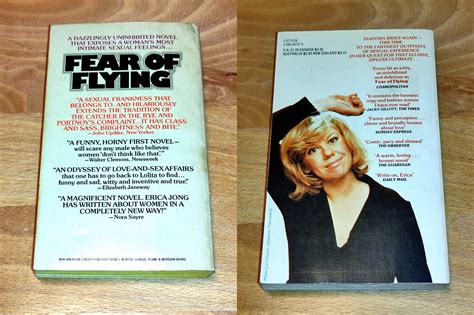 A DAZZLINGLY UNINHIBITED NOVEL
THAT EXPOSES A WOMAN'S MOST
INTIMATE SEXUAL FEELINGS...
FEAR OF
FLYING
"A SEXUAL FRANKNESS THAT
BELONGS TO, AND HILARIOUSLY
EXTENDS THE TRADITION OF
THE CATCHER IN THE RYE AND
PORTNOY'S COMPLAINT... IT HAS CLASS
AND SASS, BRIGHTNESS AND BITE."
—John Updike, New Yorker
"A FUNNY, HORNY FIRST NOVEL—
will scare any male who believes
women 'don't think like that.'"
—Walter Clemons, Newsweek
"AN ODYSSEY OF LOVE-AND-SEX AFFAIRS
that one has to go back to Lolita to find...
funny and sad, witty and inventive and true."
—Elizabeth Janeway
"A MAGNIFICENT NOVEL. ERICA JONG
HAS WRITTEN ABOUT WOMEN IN A
COMPLETELY NEW WAY!"
—Nora Sayre
FICTION
ISADORA RIDES AGAIN—
THIS TIME
TO THE FARTHEST OUTPOSTS
OF SEXUAL EXPERIENCE
IN HER QUEST FOR THAT ELUSIVE
ZIPLESS ULTIMATE
'Every bit as witty,
as uninhibited
and delicious as
Fear of Flying'
COSMOPOLITAN
'It contains the funniest
orgy and fashion scenes
I have ever read'
JACKY GILLOTT, THE TIMES
'Funny and perceptive...
clever and brutally honest
about love'
SUNDAY EXPRESS
'Comic, pacy and shrewd'
THE OBSERVER
'A warm, loving...
honest novel'
THE GUARDIAN
'Write on, Erica'
DAILY MAIL